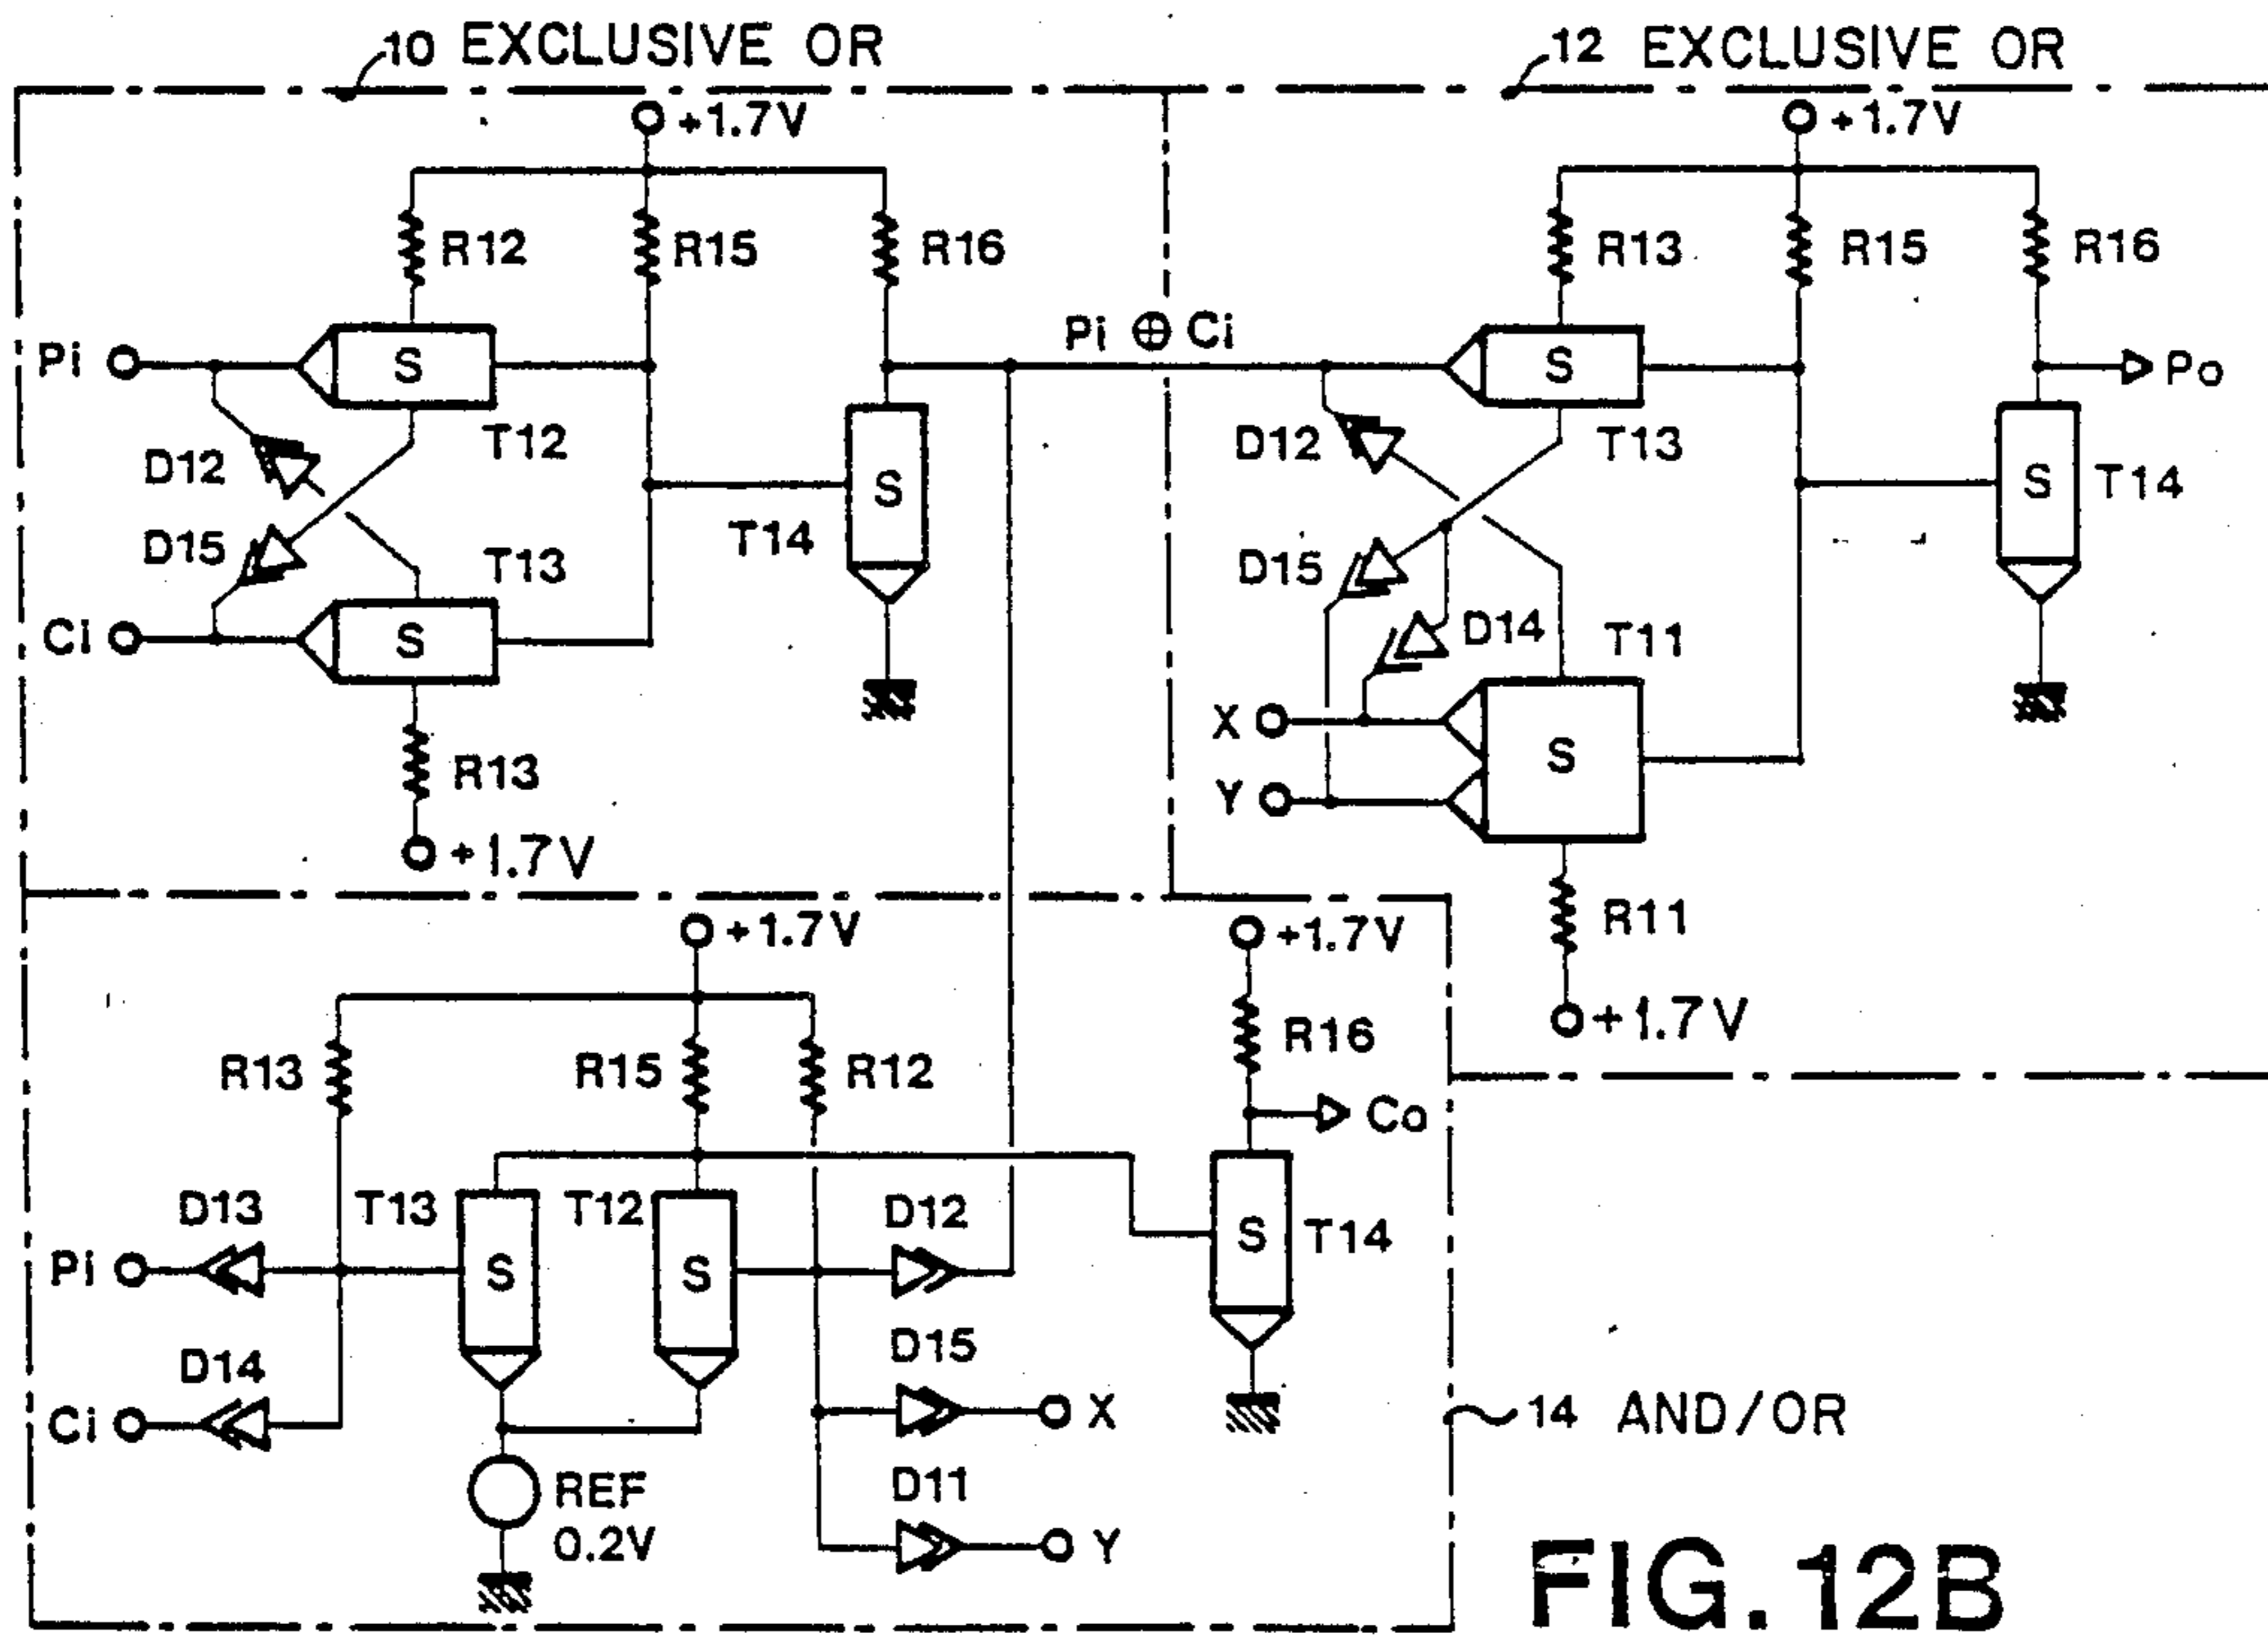 10 EXCLUSIVE OR
12 EXCLUSIVE OR
+1.7V
+1.7V
R12
R15
R16
R13
R15
R16
Pi ⊕ Ci
Pi
S
S
Po
T12
T13
D12
D12
S
S
T14
T14
D15
D15
T13
D14
T11
Ci
S
X
S
Y
R13
+1.7V
R11
+1.7V
+1.7V
+1.7V
R13
R15
R12
R16
Co
D13
T13
T12
D12
Pi
S
S
S
T14
D14
D15
Ci
X
14 AND/OR
REF
0.2V
D11
Y
FIG. 12B